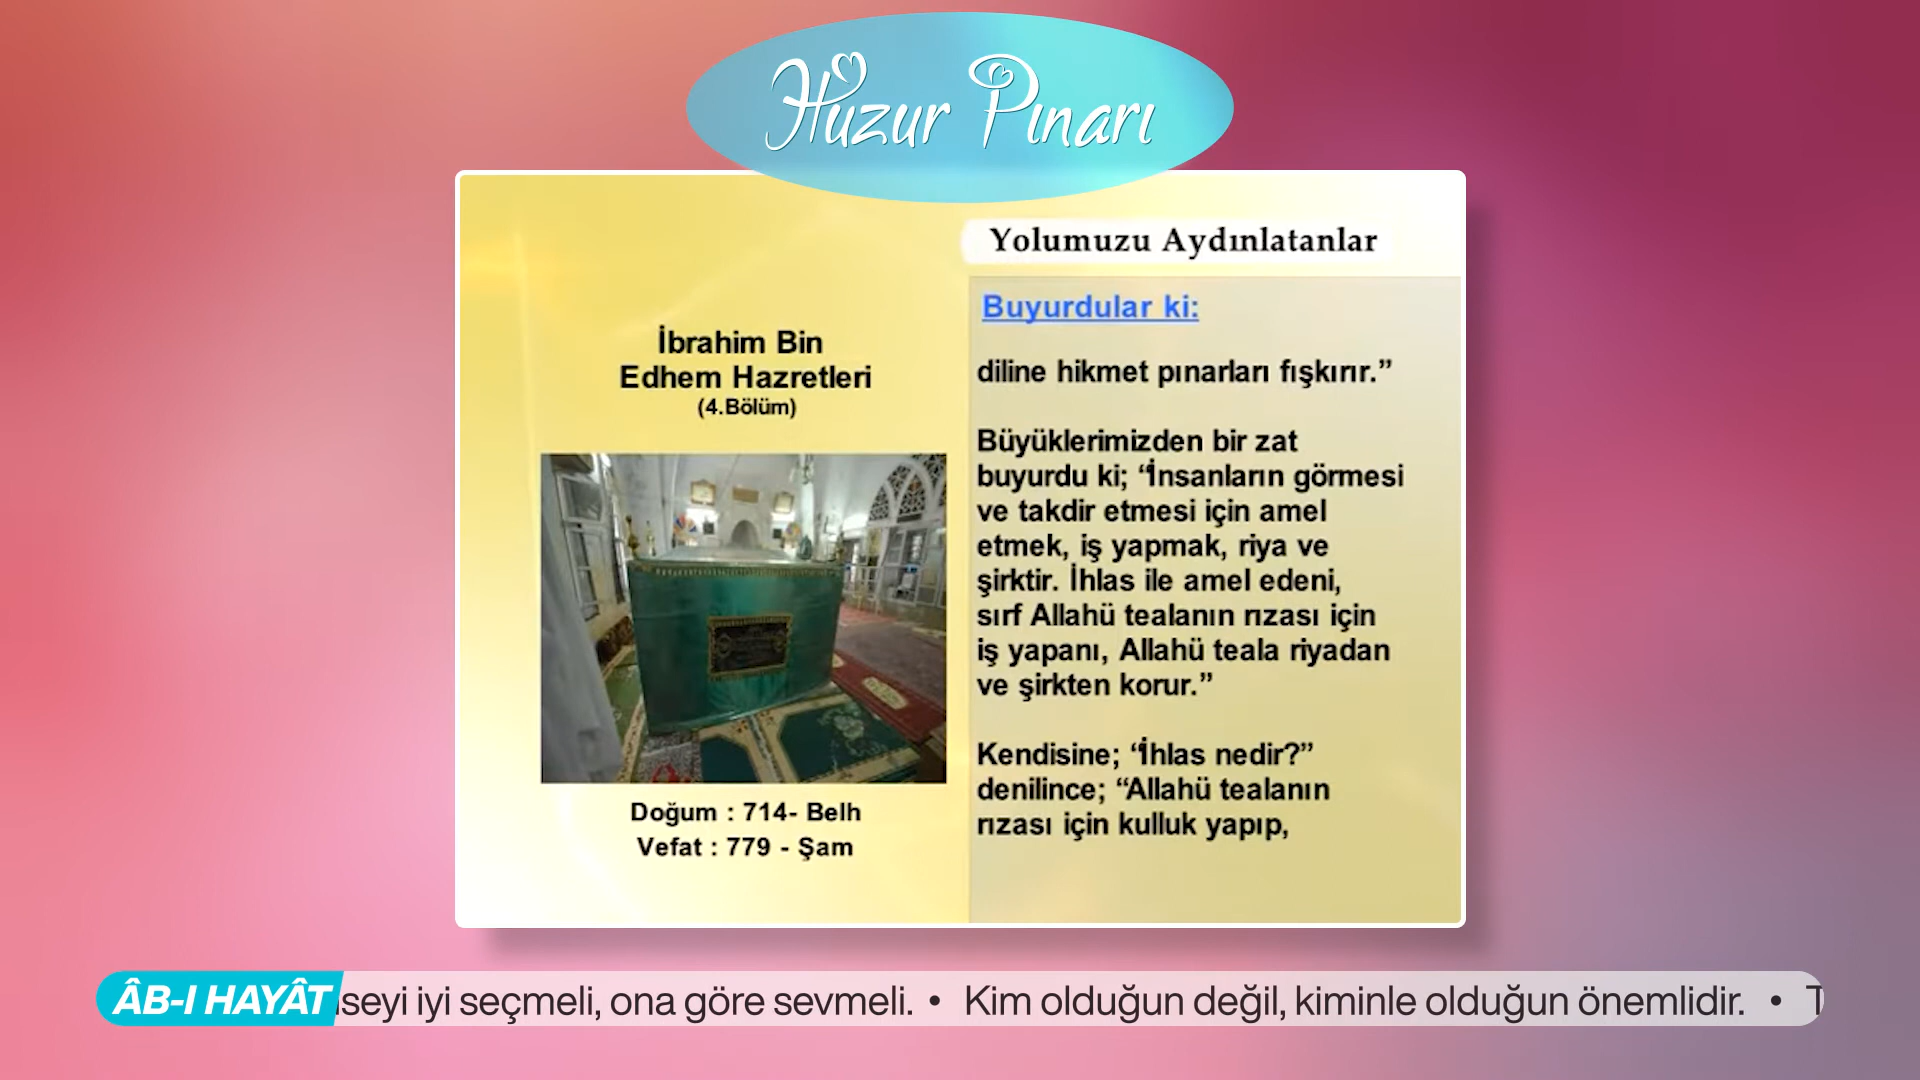 Huzur Pınarı
Yolumuzu Aydınlatanlar
İbrahim Bin
Edhem Hazretleri
(4.Bölüm)
Doğum : 714- Belh
Vefat : 779 - Şam
Buyurdular ki:
diline hikmet pınarları fışkırır.”
Büyüklerimizden bir zat
buyurdu ki; “İnsanların görmesi
ve takdir etmesi için amel
etmek, iş yapmak, riya ve
şirktir. İhlas ile amel edeni,
sırf Allahü tealanın rızası için
iş yapanı, Allahü teala riyadan
ve şirkten korur.”
Kendisine; “İhlas nedir?”
denilince; “Allahü tealanın
rızası için kulluk yapıp,
ÂB-I HAYÂT seyi iyi seçmeli, ona göre sevmeli. • Kim olduğun değil, kiminle olduğun önemlidir. •